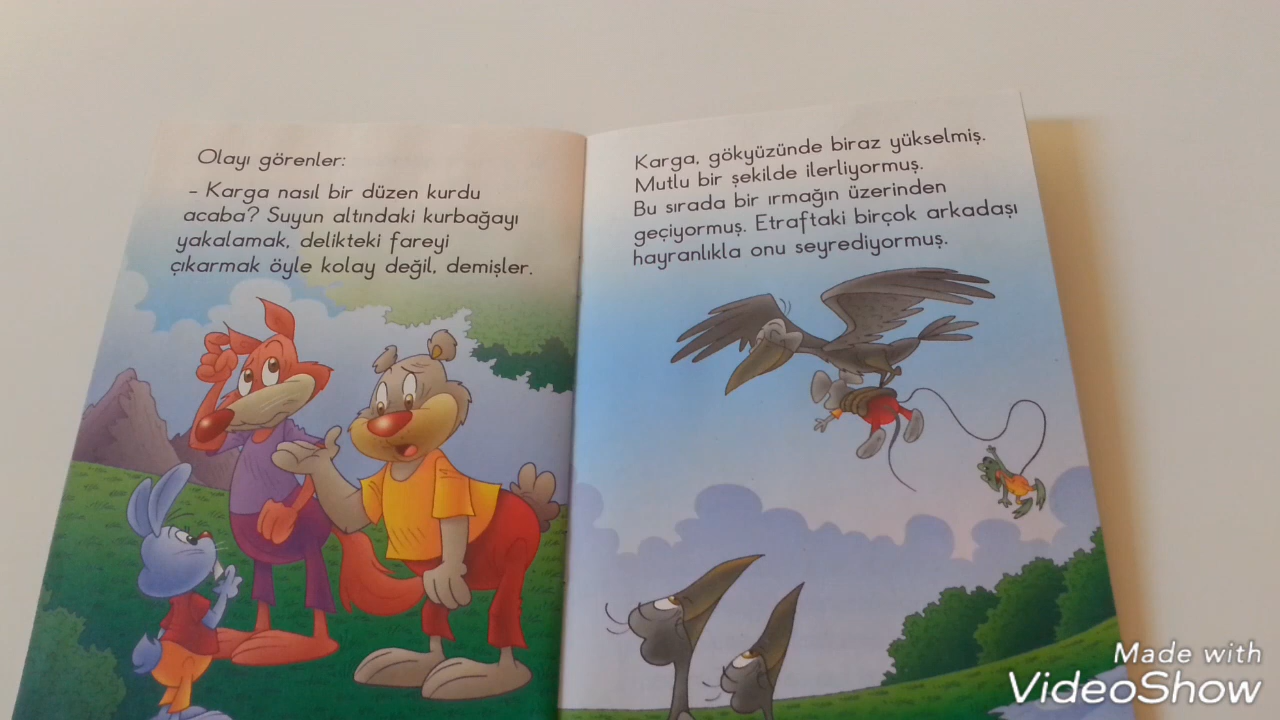 Olayı görenler:
- Karga nasıl bir düzen kurdu
acaba? Suyun altındaki kurbağayı
yakalamak, delikteki fareyi
çıkarmak öyle kolay değil, demişler.
Karga, gökyüzünde biraz yükselmiş.
Mutlu bir şekilde ilerliyormuş.
Bu sırada bir ırmağın üzerinden
geçiyormuş. Etraftaki birçok arkadaşı
hayranlıkla onu seyrediyormuş.
Made with
VideoShow